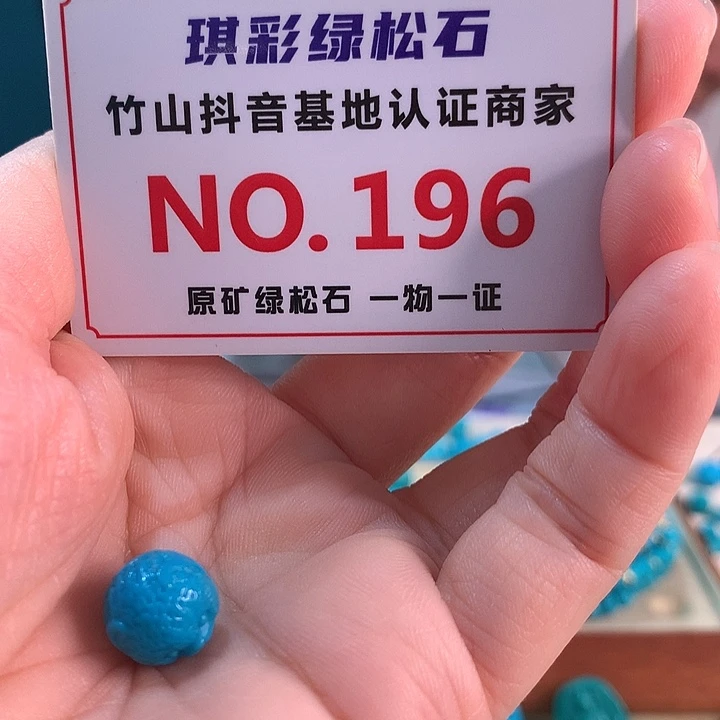 琪彩绿松石
竹山抖音基地认证商家
NO.196
原矿绿松石 一物一证